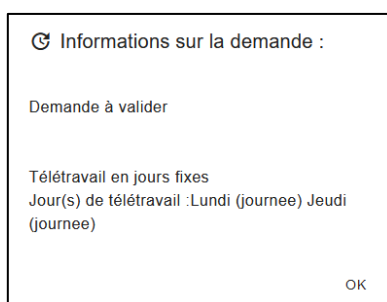 Informations sur la demande :
Demande à valider
Télétravail en jours fixes
Jour(s) de télétravail :Lundi (journee) Jeudi
(journee)
OK